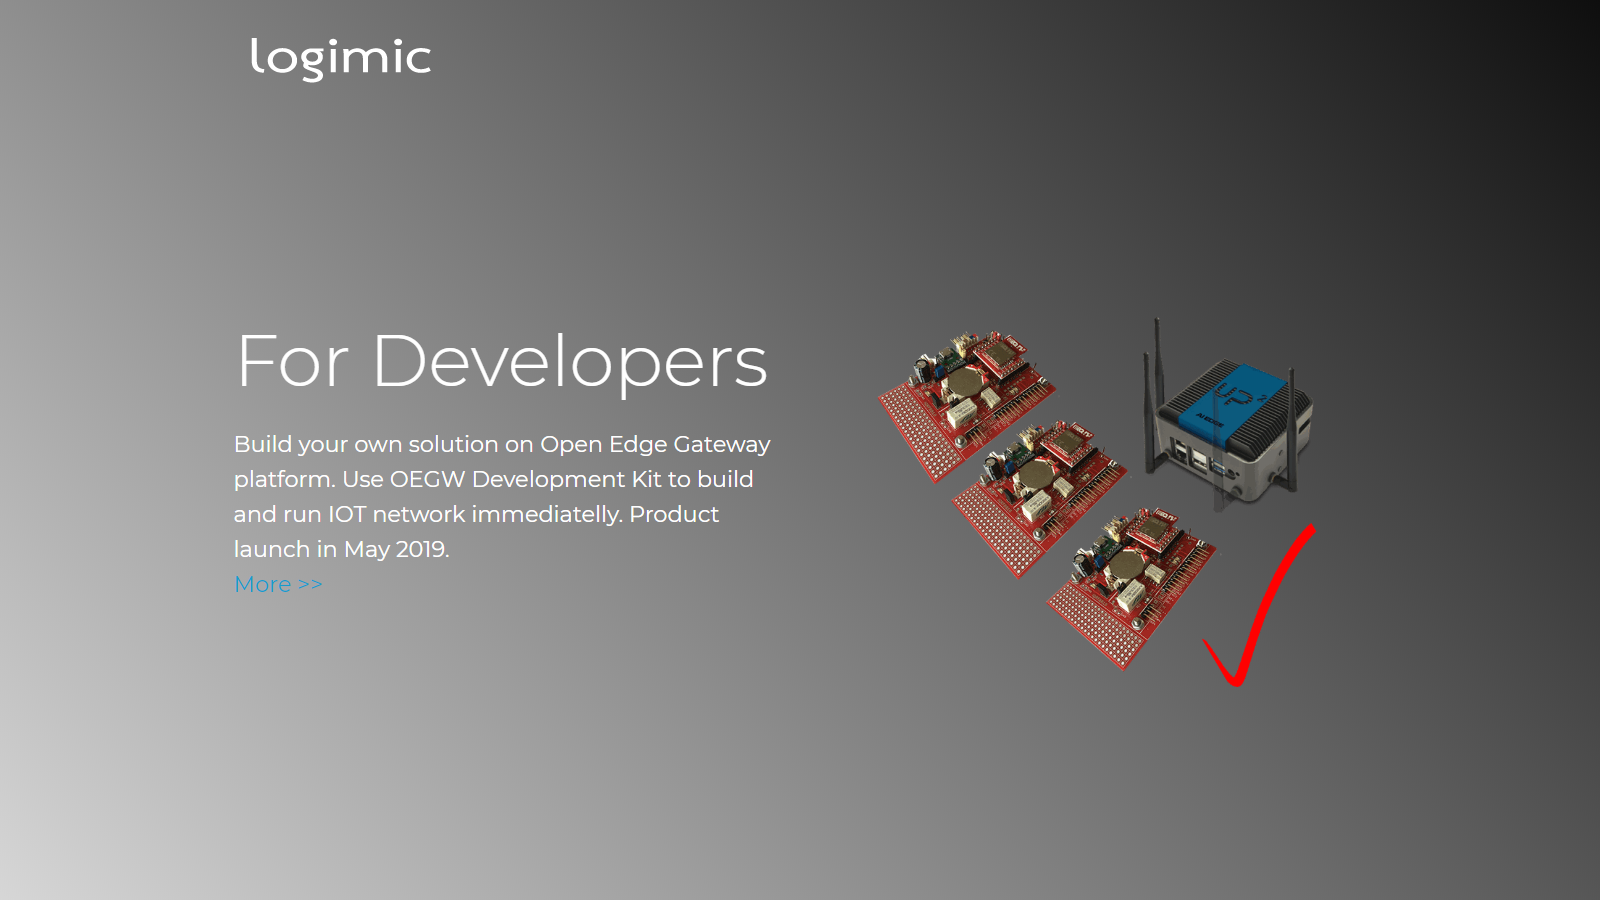 logimic
For Developers
Build your own solution on Open Edge Gateway
platform. Use OEGW Development Kit to build
and run IOT network immediatelly. Product
launch in May 2019.
More >>